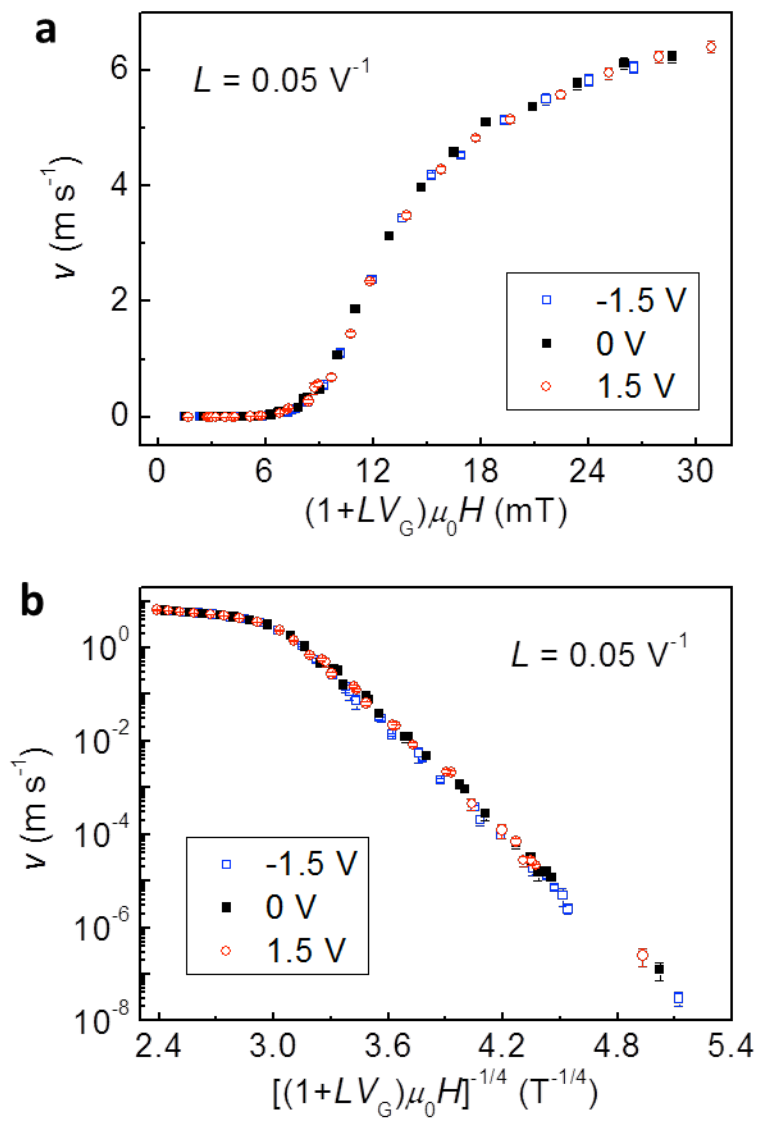 a
L = 0.05 V⁻¹
6
4
2
0
v (m s⁻¹)
-1.5 V
0 V
1.5 V
0 6 12 18 24 30
(1+LV_G)μ₀H (mT)
b
L = 0.05 V⁻¹
10⁰
10⁻²
10⁻⁴
10⁻⁶
10⁻⁸
v (m s⁻¹)
-1.5 V
0 V
1.5 V
2.4 3.0 3.6 4.2 4.8 5.4
[(1+LV_G)μ₀H]⁻¹/⁴ (T⁻¹/⁴)